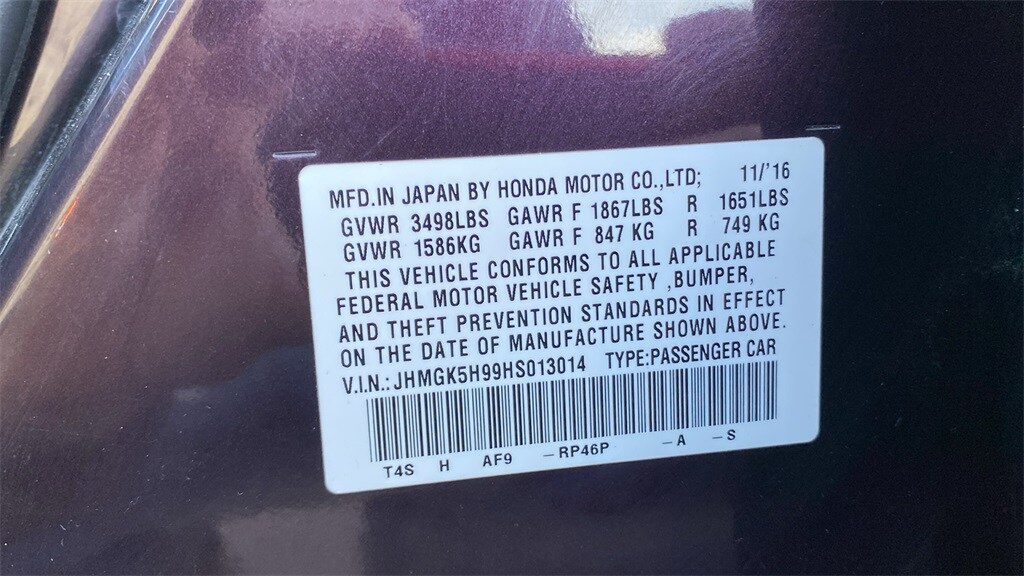 MFD.IN JAPAN BY HONDA MOTOR CO.,LTD; 11/'16
GVWR 3498LBS GAWR F 1867LBS R 1651LBS
GVWR 1586KG GAWR F 847 KG R 749 KG
THIS VEHICLE CONFORMS TO ALL APPLICABLE
FEDERAL MOTOR VEHICLE SAFETY ,BUMPER,
AND THEFT PREVENTION STANDARDS IN EFFECT
ON THE DATE OF MANUFACTURE SHOWN ABOVE.
V.I.N.: JHMGK5H99HS013014 TYPE:PASSENGER CAR
T4S H AF9 –RP46P –A –S